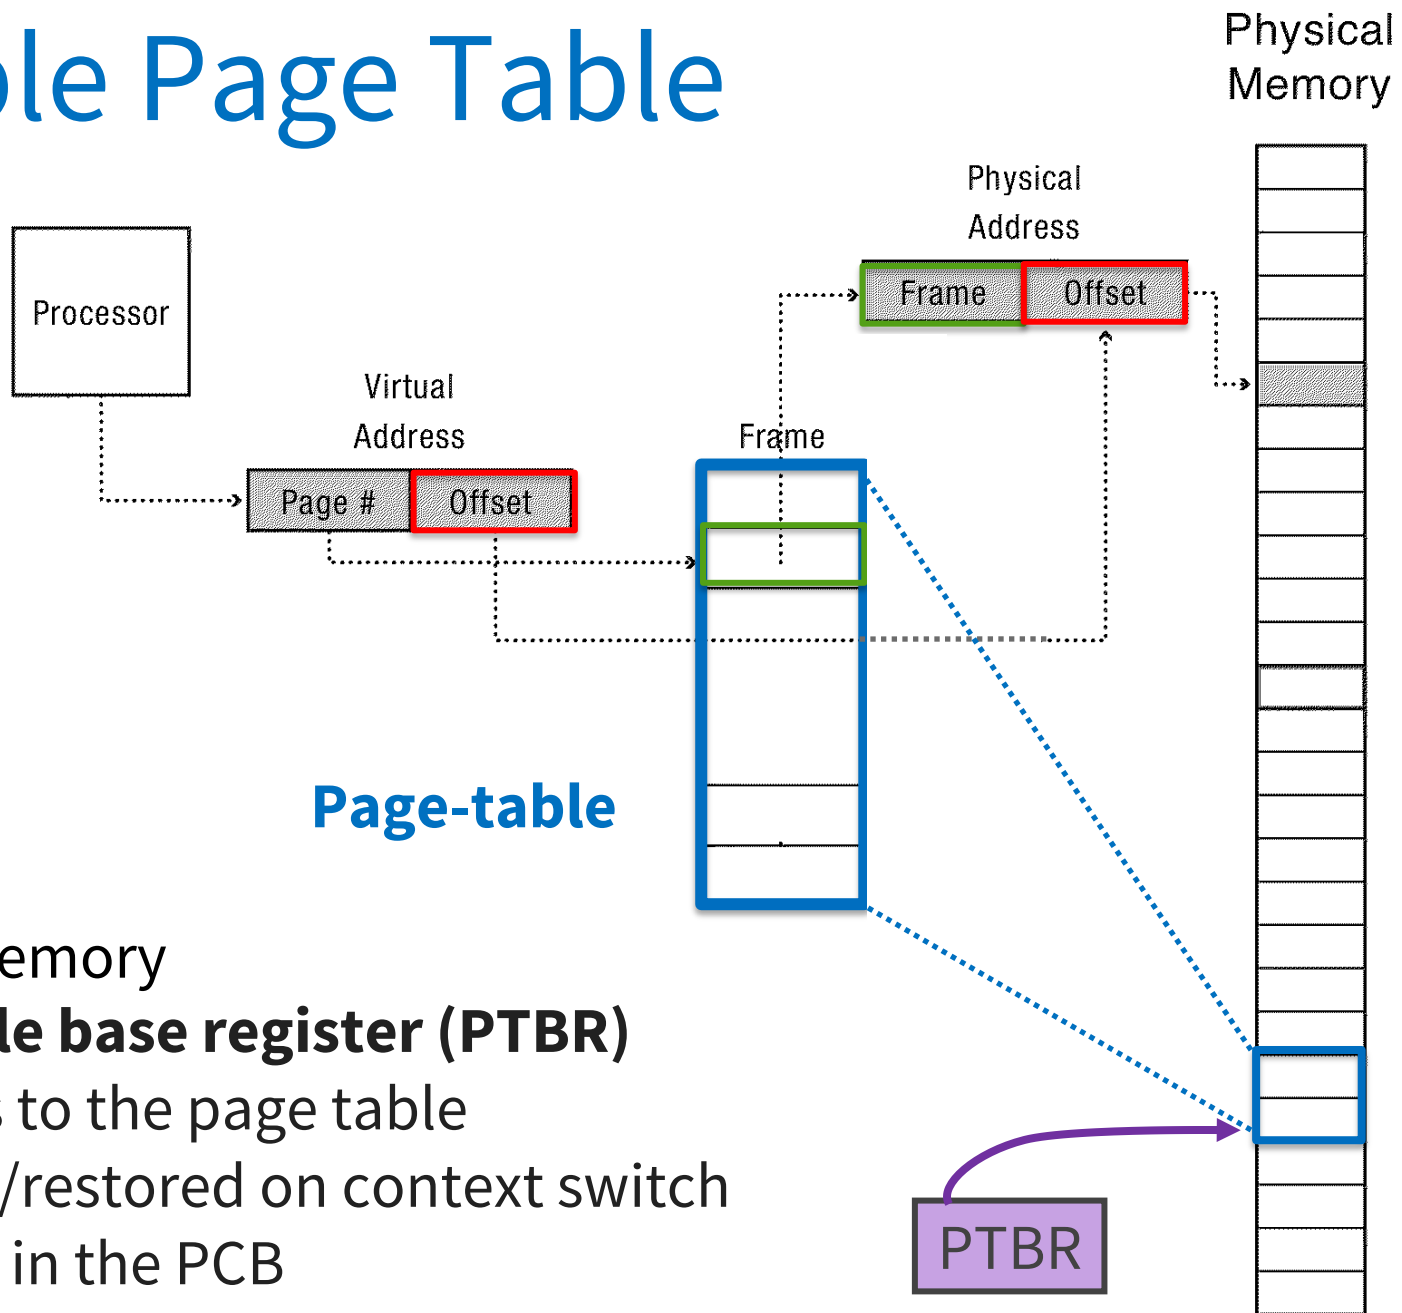 ple Page Table
Physical
Memory
Physical
Address
Frame Offset
Processor
Virtual
Address
Page # Offset
Frame
Page-table
emory
le base register (PTBR)
s to the page table
/restored on context switch
in the PCB
PTBR